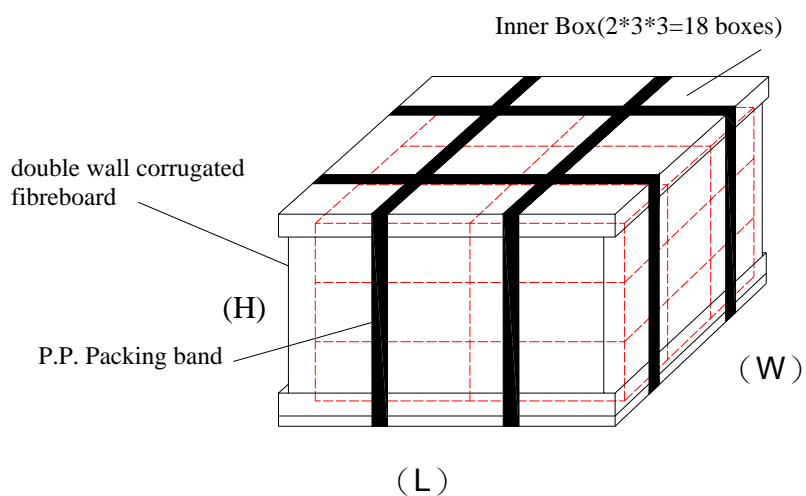 Inner Box(2*3*3=18 boxes)
double wall corrugated
fibreboard
(H)
P.P. Packing band
（W）
（L）